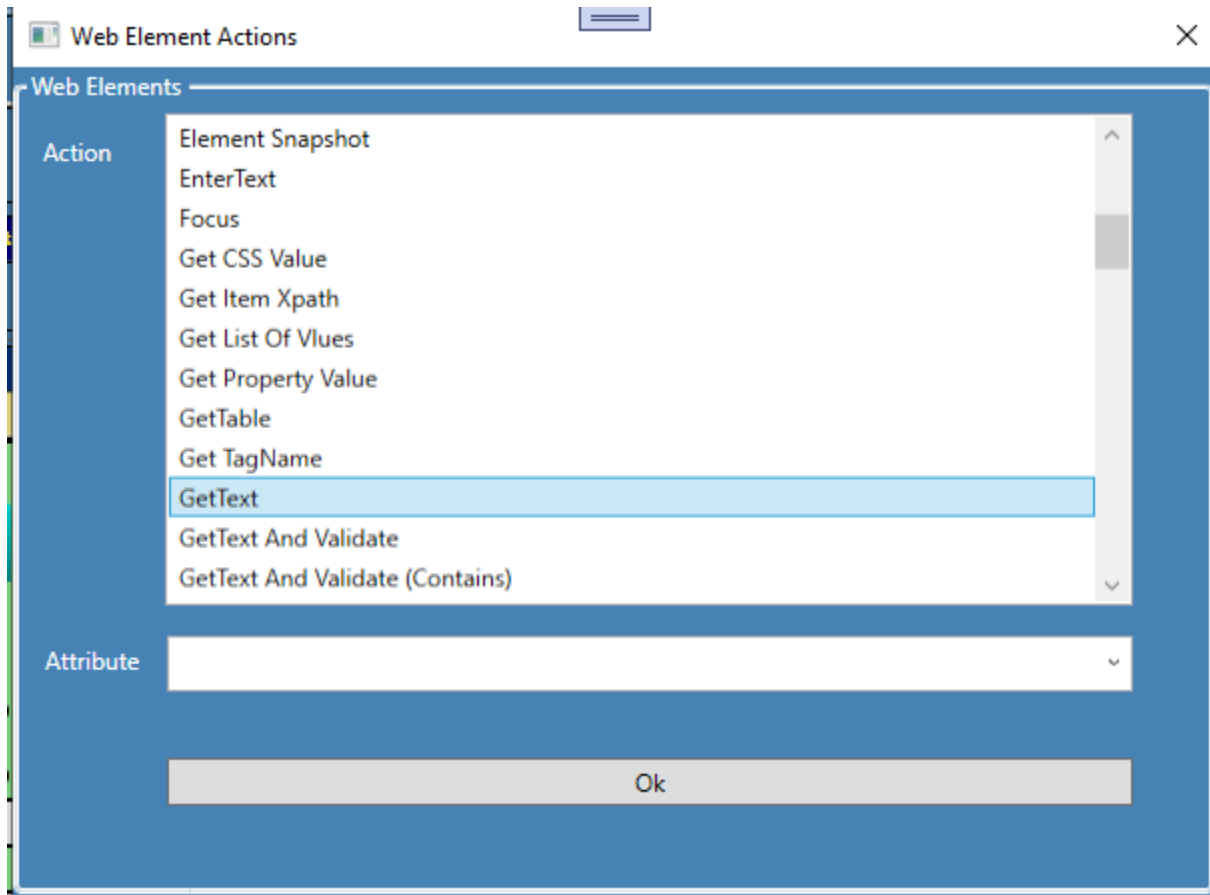 Web Element Actions
Web Elements
Action
Element Snapshot
EnterText
Focus
Get CSS Value
Get Item Xpath
Get List Of Vlues
Get Property Value
GetTable
Get TagName
GetText
GetText And Validate
GetText And Validate (Contains)
Attribute
Ok